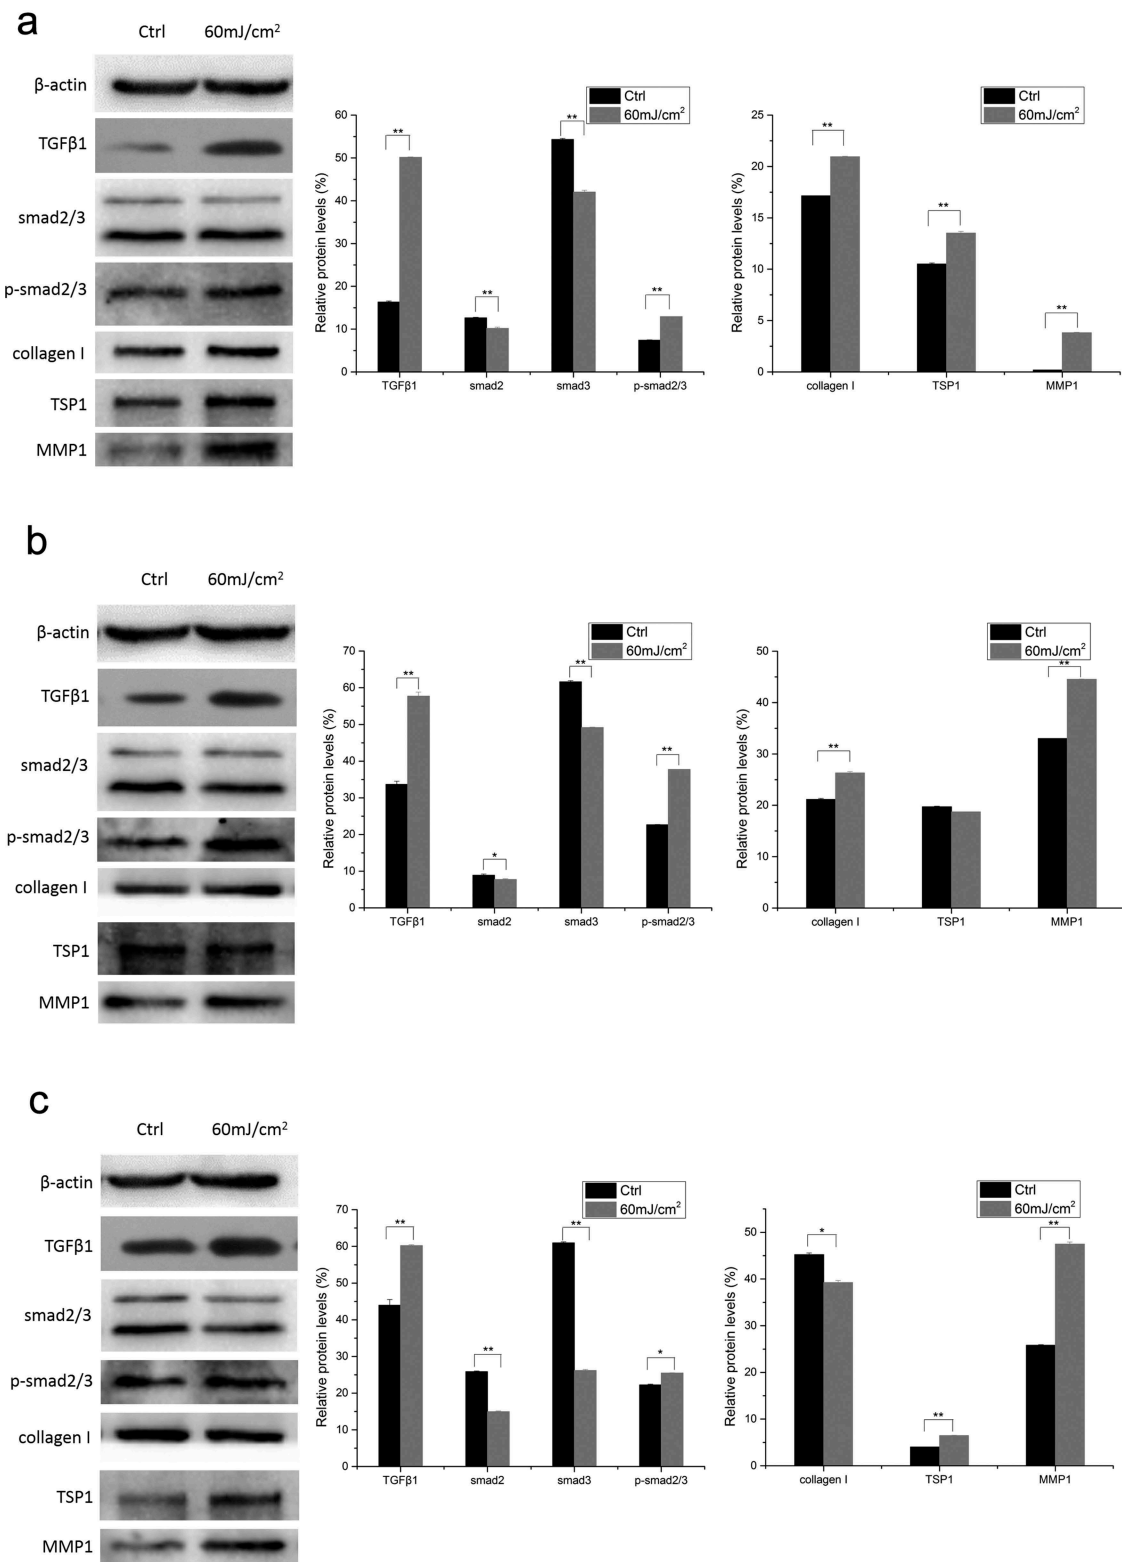 a
Ctrl 60mJ/cm²
β-actin
TGFβ1
smad2/3
p-smad2/3
collagen I
TSP1
MMP1
Ctrl
60mJ/cm²
Relative protein levels (%)
60
50
40
30
20
10
0
** ** ** **
TGFβ1 smad2 smad3 p-smad2/3
Ctrl
60mJ/cm²
Relative protein levels (%)
25
20
15
10
5
0
** ** **
collagen I TSP1 MMP1
b
Ctrl 60mJ/cm²
β-actin
TGFβ1
smad2/3
p-smad2/3
collagen I
TSP1
MMP1
Ctrl
60mJ/cm²
Relative protein levels (%)
70
60
50
40
30
20
10
0
** * ** **
TGFβ1 smad2 smad3 p-smad2/3
Ctrl
60mJ/cm²
Relative protein levels (%)
50
40
30
20
10
0
** **
collagen I TSP1 MMP1
c
Ctrl 60mJ/cm²
β-actin
TGFβ1
smad2/3
p-smad2/3
collagen I
TSP1
MMP1
Ctrl
60mJ/cm²
Relative protein levels (%)
70
60
50
40
30
20
10
0
** ** ** *
TGFβ1 smad2 smad3 p-smad2/3
Ctrl
60mJ/cm²
Relative protein levels (%)
50
40
30
20
10
0
* ** **
collagen I TSP1 MMP1